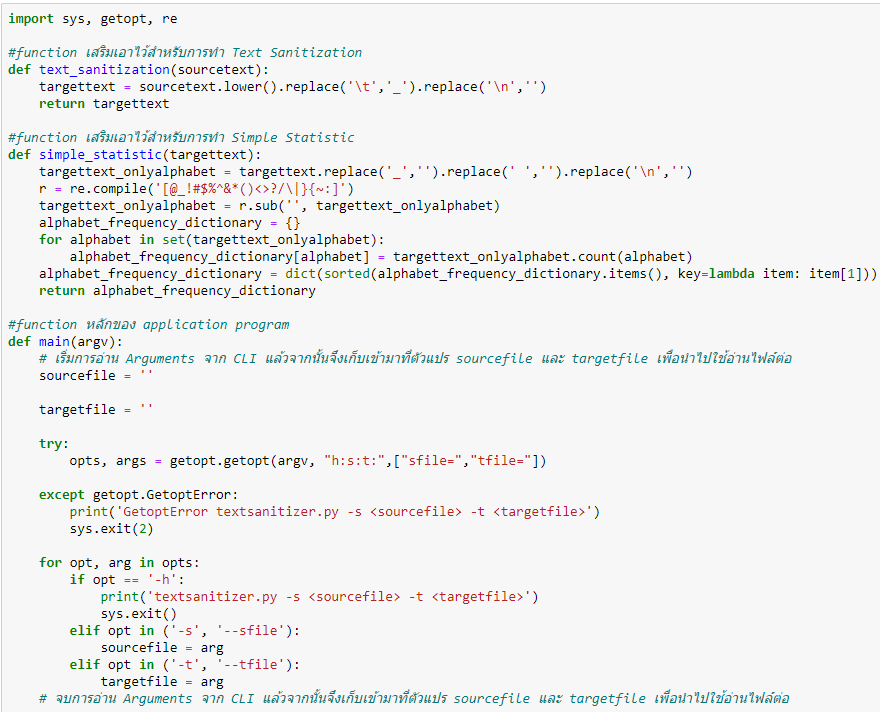 import sys, getopt, re
#function เสริมเอาไว้สำหรับการทำ Text Sanitization
def text_sanitization(sourcetext):
    targettext = sourcetext.lower().replace('\t','_').replace('\n','')
    return targettext
#function เสริมเอาไว้สำหรับการทำ Simple Statistic
def simple_statistic(targettext):
    targettext_onlyalphabet = targettext.replace('_','').replace(' ','').replace('\n','')
    r = re.compile('[@_!#$%^&*()<>?/\|}{~:]')
    targettext_onlyalphabet = r.sub('', targettext_onlyalphabet)
    alphabet_frequency_dictionary = {}
    for alphabet in set(targettext_onlyalphabet):
        alphabet_frequency_dictionary[alphabet] = targettext_onlyalphabet.count(alphabet)
    alphabet_frequency_dictionary = dict(sorted(alphabet_frequency_dictionary.items(), key=lambda item: item[1]))
    return alphabet_frequency_dictionary
#function หลักของ application program
def main(argv):
    # เริ่มการอ่าน Arguments จาก CLI แล้วจากนั้นจึงเก็บเข้ามาที่ตัวแปร sourcefile และ targetfile เพื่อนำไปใช้อ่านไฟล์ต่อ
    sourcefile = ''
    targetfile = ''
    try:
        opts, args = getopt.getopt(argv, "h:s:t:",["sfile=","tfile="])
    except getopt.GetoptError:
        print('GetoptError textsanitizer.py -s <sourcefile> -t <targetfile>')
        sys.exit(2)
    for opt, arg in opts:
        if opt == '-h':
            print('textsanitizer.py -s <sourcefile> -t <targetfile>')
            sys.exit()
        elif opt in ('-s', '--sfile'):
            sourcefile = arg
        elif opt in ('-t', '--tfile'):
            targetfile = arg
    # จบการอ่าน Arguments จาก CLI แล้วจากนั้นจึงเก็บเข้ามาที่ตัวแปร sourcefile และ targetfile เพื่อนำไปใช้อ่านไฟล์ต่อ